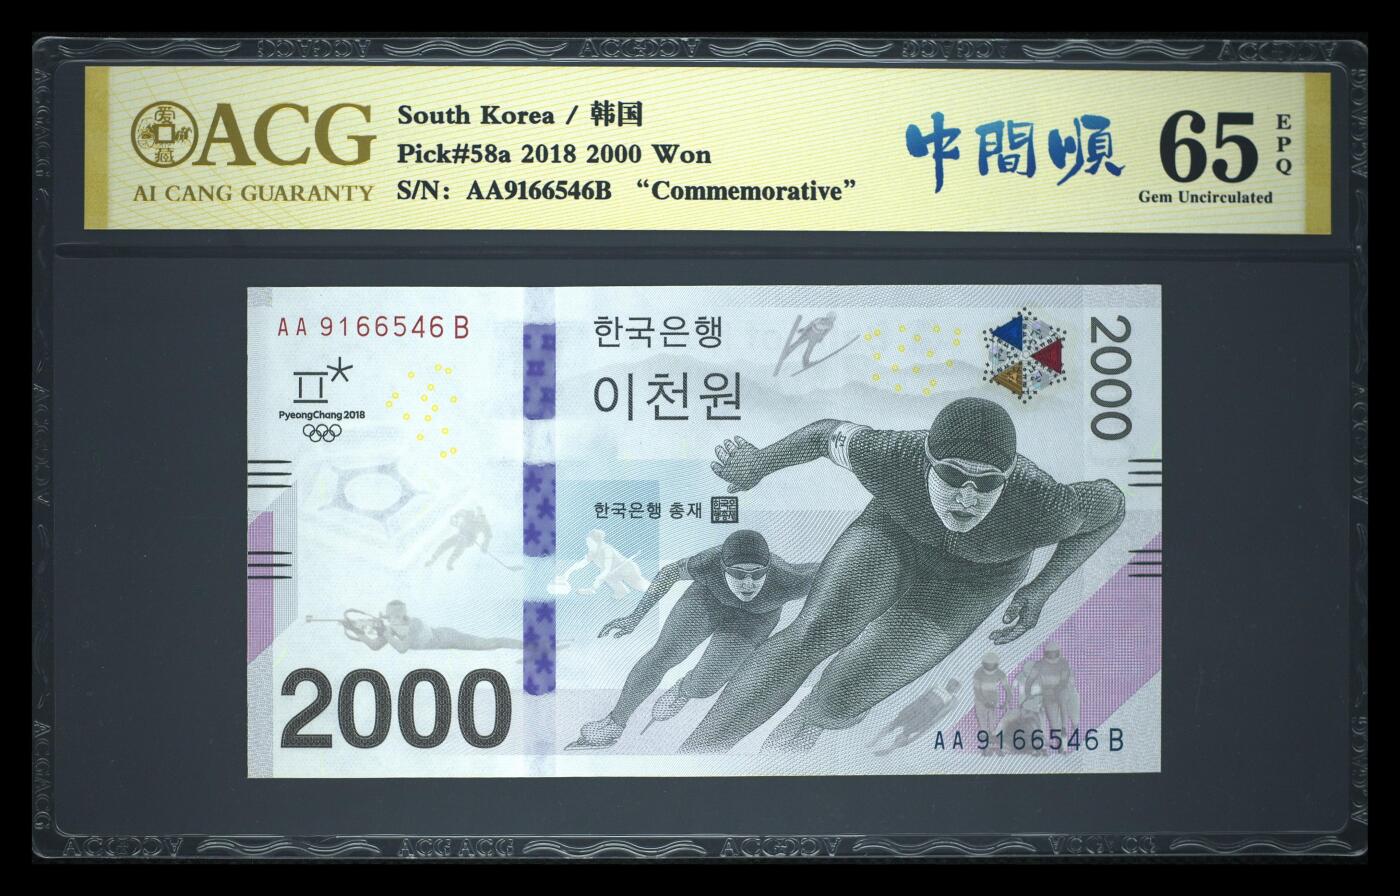 ACG
AI CANG GUARANTY
爱藏
South Korea / 韩国
Pick#58a 2018 2000 Won
S/N: AA9166546B “Commemorative”
中間順
65
EPQ
Gem Uncirculated
AA 9166546 B
PyeongChang 2018
한국은행
이천원
2000
한국은행 총재
2000
AA 9166546 B